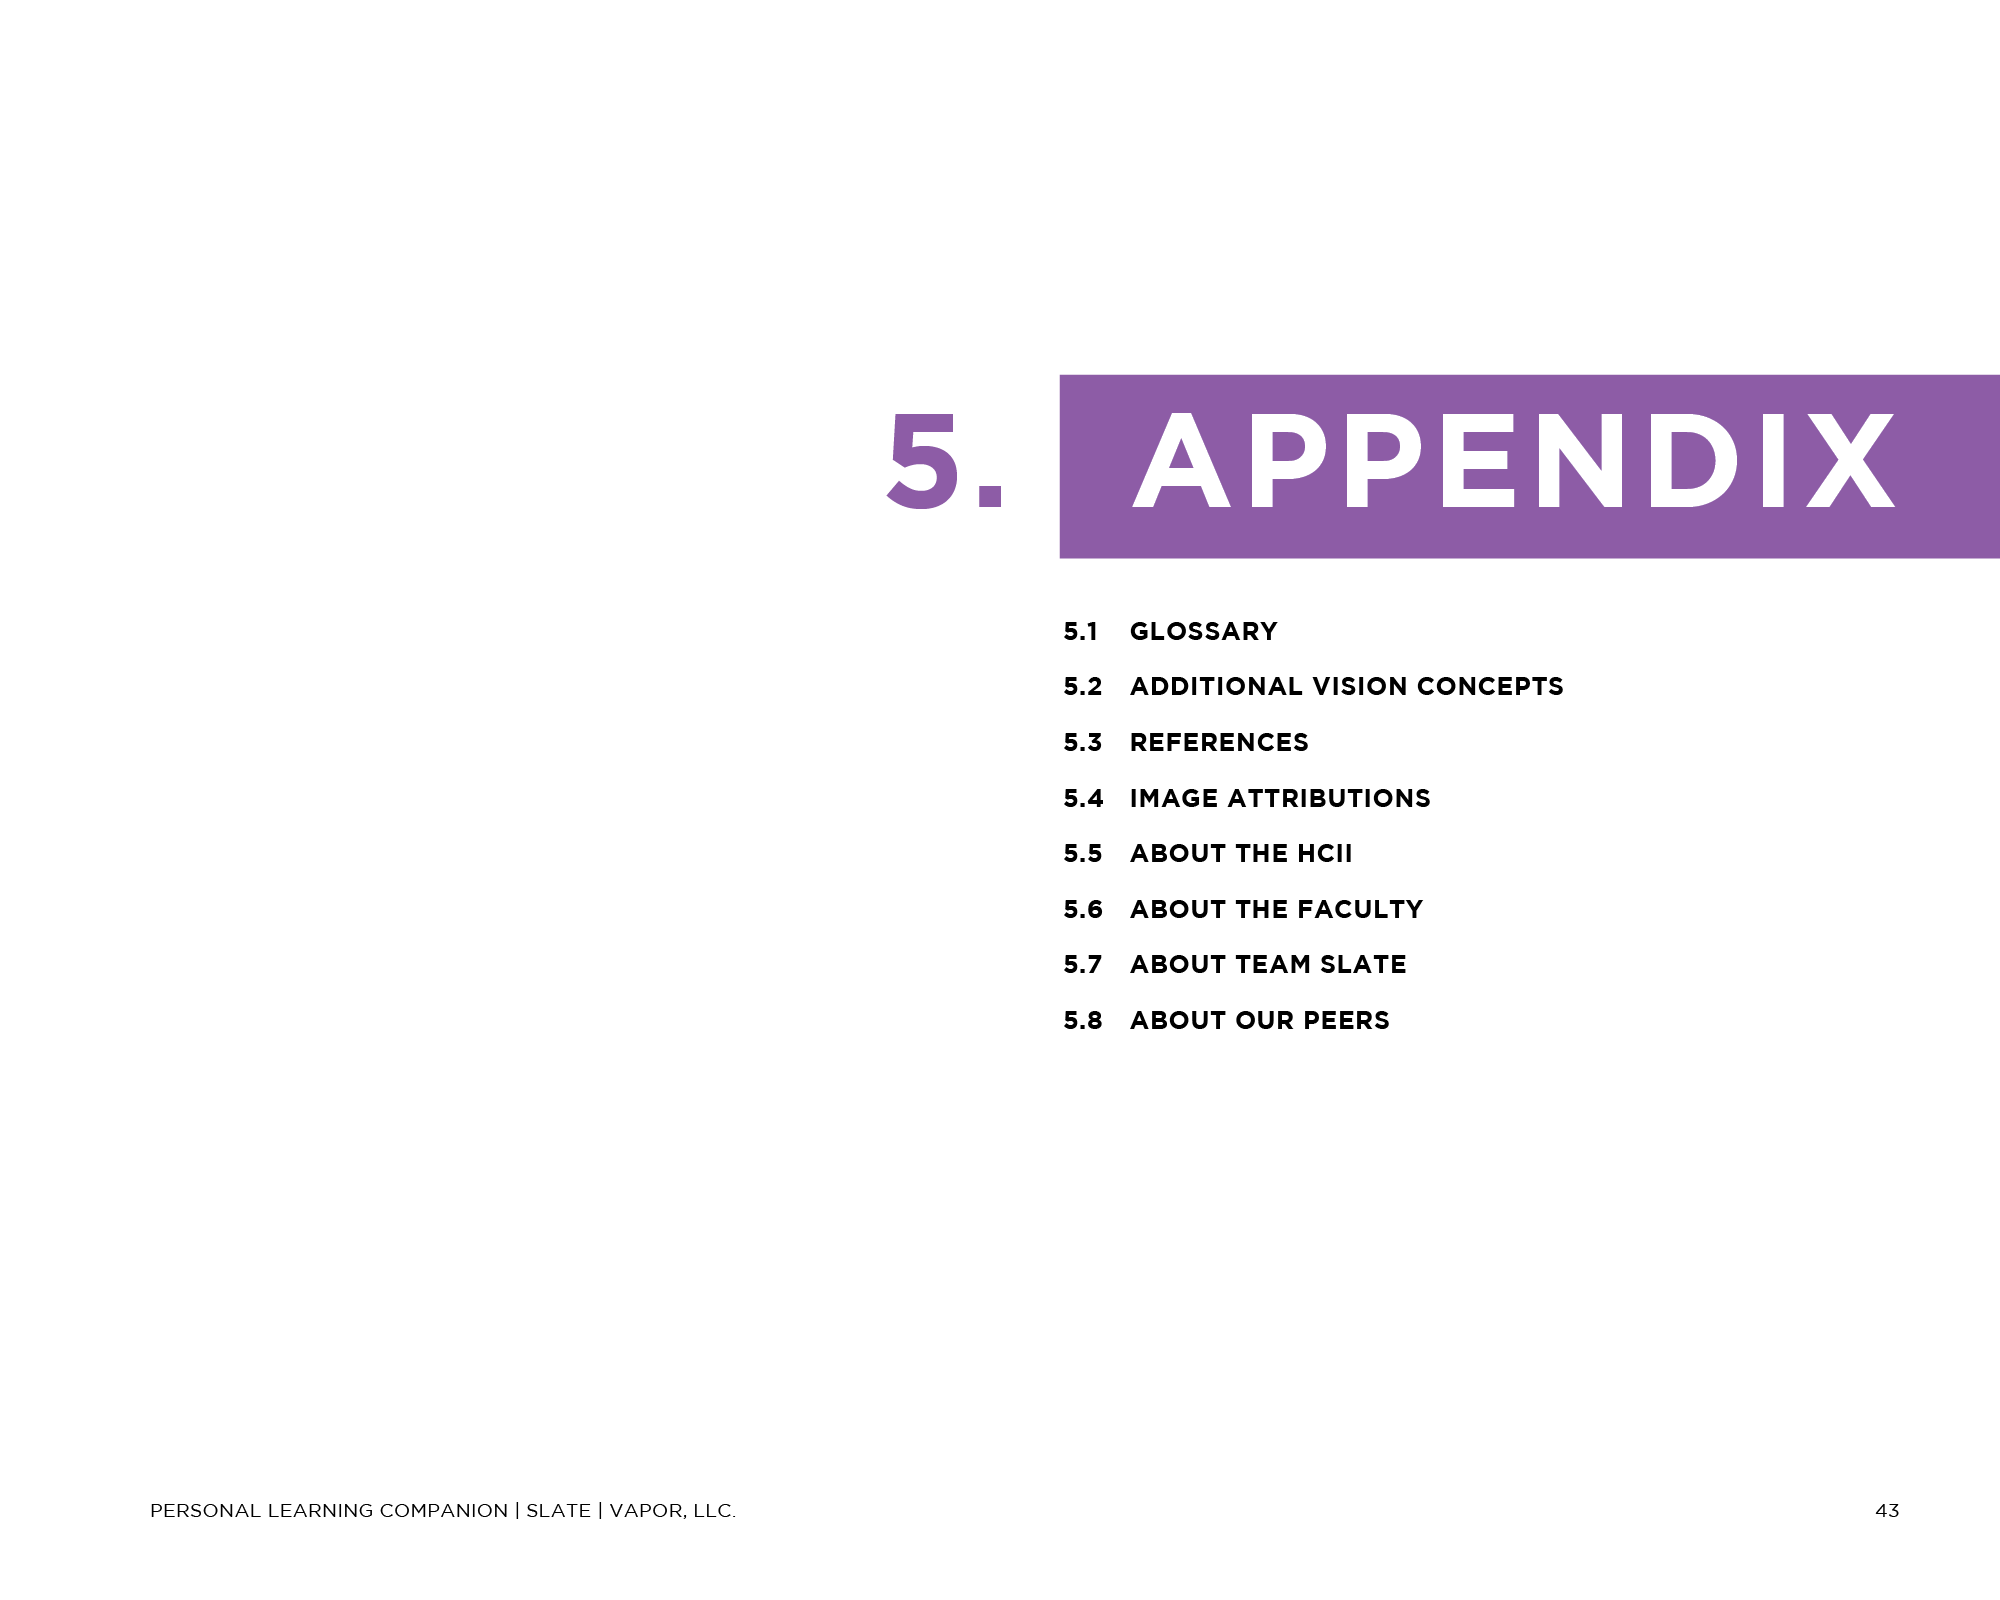 5. APPENDIX
5.1 GLOSSARY
5.2 ADDITIONAL VISION CONCEPTS
5.3 REFERENCES
5.4 IMAGE ATTRIBUTIONS
5.5 ABOUT THE HCII
5.6 ABOUT THE FACULTY
5.7 ABOUT TEAM SLATE
5.8 ABOUT OUR PEERS
PERSONAL LEARNING COMPANION | SLATE | VAPOR, LLC. 43